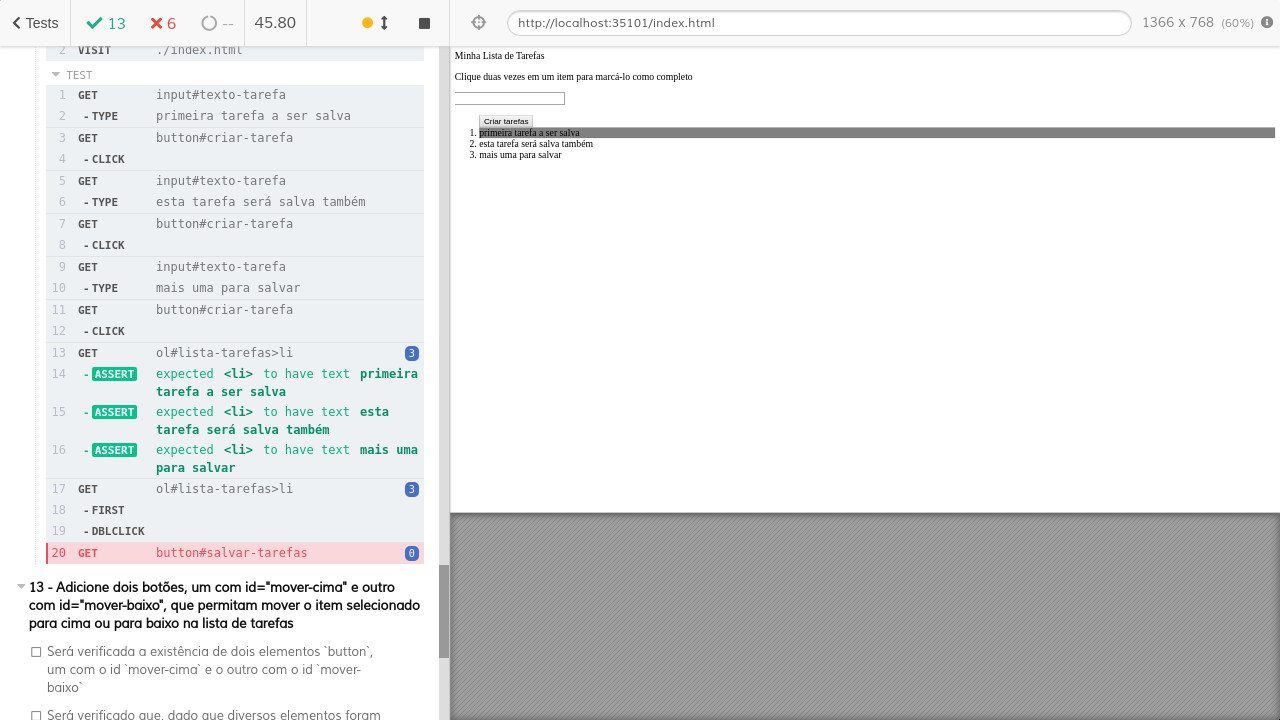 Tests
13
6
--
45.80
http://localhost:35101/index.html
1366 x 768 (60%)
2 VISIT ./index.html
TEST
1 GET input#texto-tarefa
2 - TYPE primeira tarefa a ser salva
3 GET button#criar-tarefa
4 - CLICK
5 GET input#texto-tarefa
6 - TYPE esta tarefa será salva também
7 GET button#criar-tarefa
8 - CLICK
9 GET input#texto-tarefa
10 - TYPE mais uma para salvar
11 GET button#criar-tarefa
12 - CLICK
13 GET ol#lista-tarefas>li 3
14 - ASSERT expected <li> to have text primeira
tarefa a ser salva
15 - ASSERT expected <li> to have text esta
tarefa será salva também
16 - ASSERT expected <li> to have text mais uma
para salvar
17 GET ol#lista-tarefas>li 3
18 - FIRST
19 - DBLCLICK
20 GET button#salvar-tarefas 0
13 - Adicione dois botões, um com id="mover-cima" e outro
com id="mover-baixo", que permitam mover o item selecionado
para cima ou para baixo na lista de tarefas
Será verificada a existência de dois elementos `button`,
um com o id `mover-cima` e o outro com o id `mover-
baixo`
Será verificado que, dado que diversos elementos foram
Minha Lista de Tarefas
Clique duas vezes em um item para marcá-lo como completo
Criar tarefas
1. primeira tarefa a ser salva
2. esta tarefa será salva também
3. mais uma para salvar